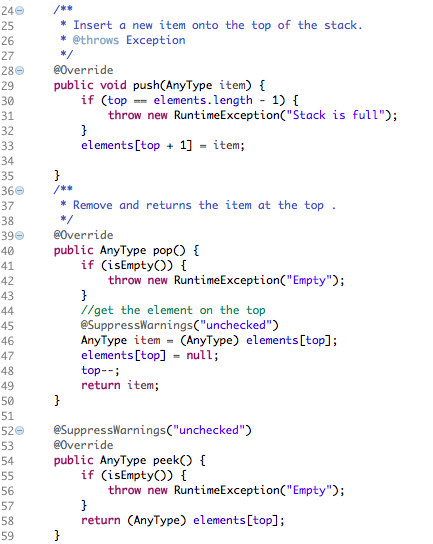 24 /**
25 * Insert a new item onto the top of the stack.
26 * @throws Exception
27 */
28 @Override
29 public void push(AnyType item) {
30 if (top == elements.length - 1) {
31 throw new RuntimeException("Stack is full");
32 }
33 elements[top + 1] = item;
34
35 }
36 /**
37 * Remove and returns the item at the top .
38 */
39 @Override
40 public AnyType pop() {
41 if (isEmpty()) {
42 throw new RuntimeException("Empty");
43 }
44 //get the element on the top
45 @SuppressWarnings("unchecked")
46 AnyType item = (AnyType) elements[top];
47 elements[top] = null;
48 top--;
49 return item;
50 }
51
52 @SuppressWarnings("unchecked")
53 @Override
54 public AnyType peek() {
55 if (isEmpty()) {
56 throw new RuntimeException("Empty");
57 }
58 return (AnyType) elements[top];
59 }